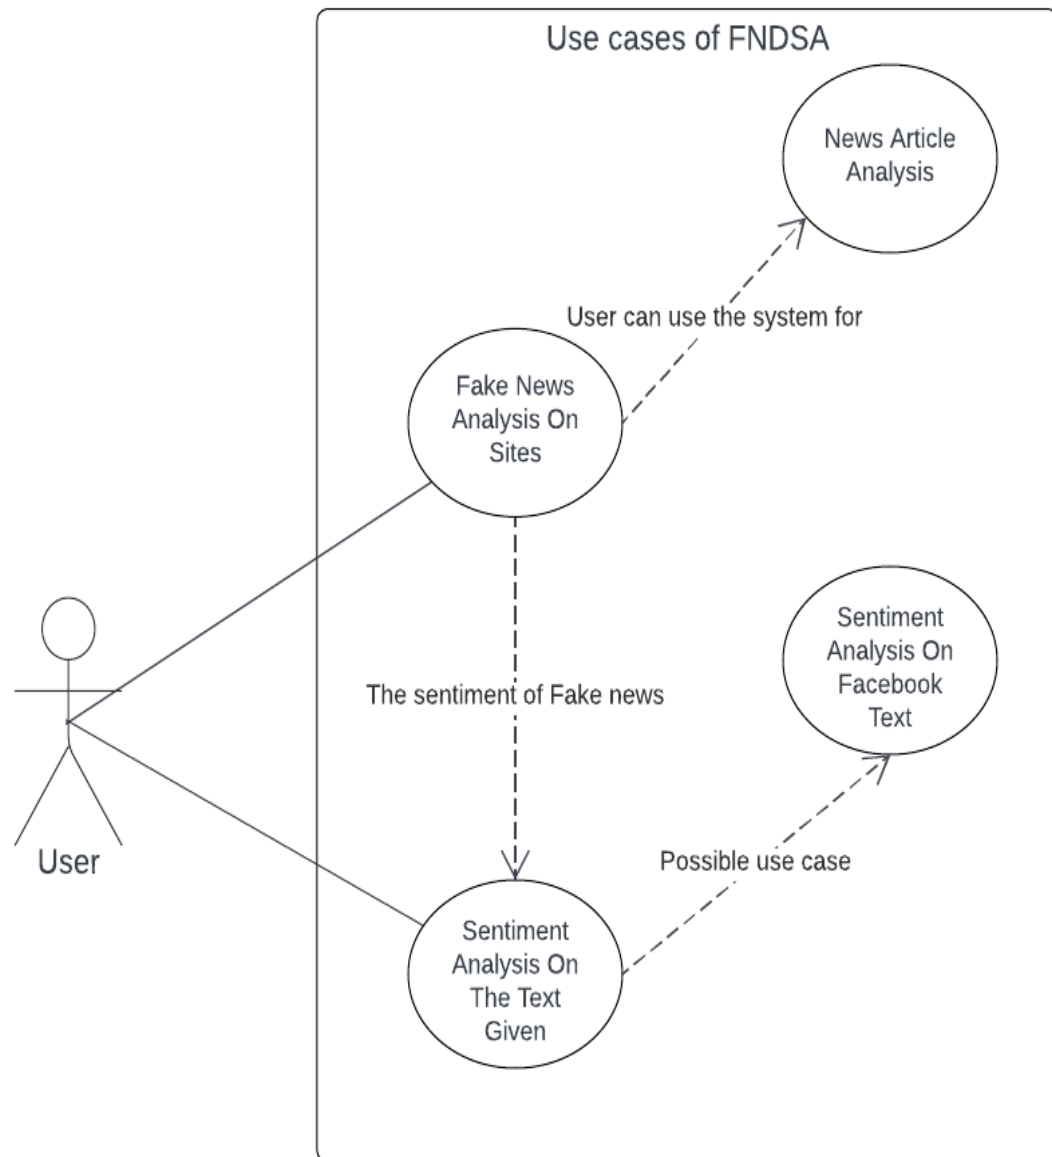 Use cases of FNDSA
News Article
Analysis
User can use the system for
Fake News
Analysis On
Sites
Sentiment
Analysis On
Facebook
Text
The sentiment of Fake news
User
Possible use case
Sentiment
Analysis On
The Text
Given